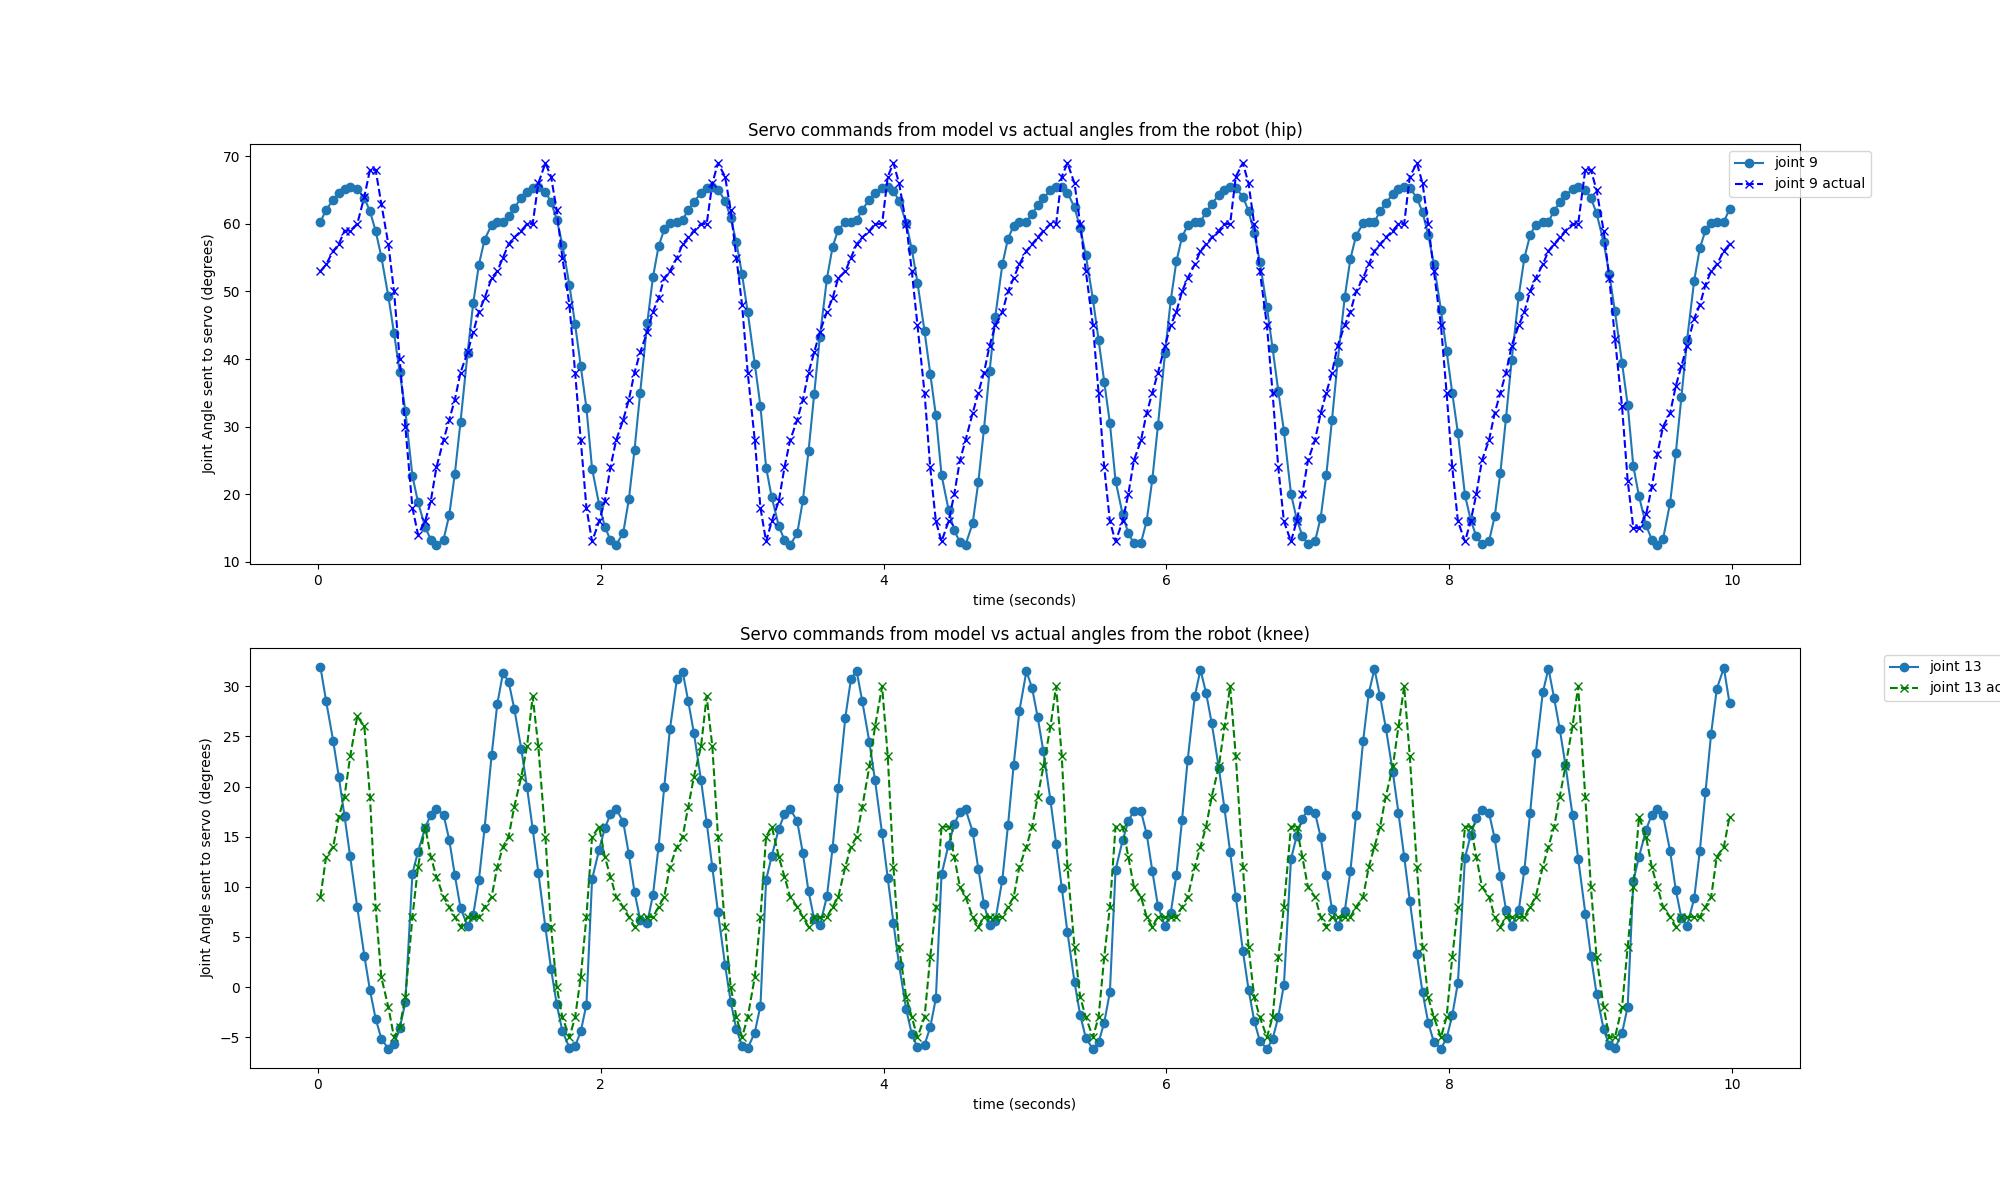 Servo commands from model vs actual angles from the robot (hip)
Joint Angle sent to servo (degrees)
70
60
50
40
30
20
10
0 2 4 6 8 10
time (seconds)
joint 9
joint 9 actual
Servo commands from model vs actual angles from the robot (knee)
Joint Angle sent to servo (degrees)
30
25
20
15
10
5
0
−5
0 2 4 6 8 10
time (seconds)
joint 13
joint 13 ac